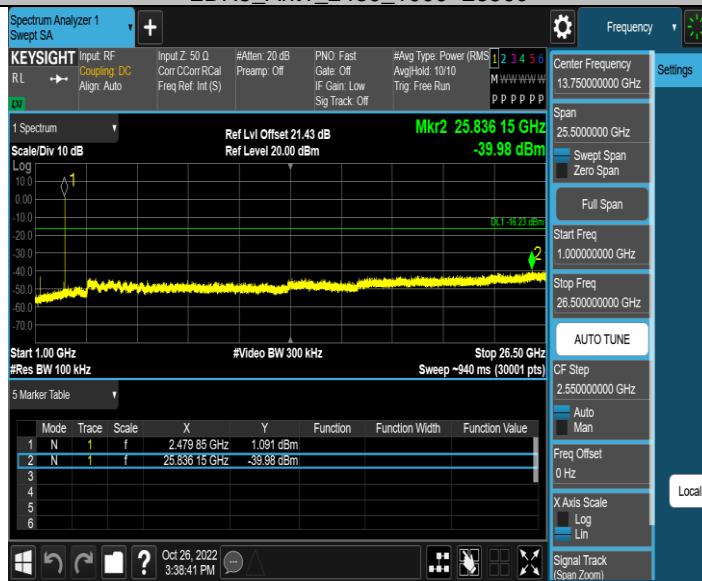 Spectrum Analyzer 1
Swept SA
Frequency
KEYSIGHT
RL
LXI
Input: RF
Coupling: DC
Align: Auto
Input Z: 50 Ω
Corr CCorr RCal
Freq Ref: Int (S)
#Atten: 20 dB
Preamp: Off
PNO: Fast
Gate: Off
IF Gain: Low
Sig Track: Off
#Avg Type: Power (RMS
Avg|Hold: 10/10
Trig: Free Run
1 2 3 4 5 6
M W W W W W
P P P P P P
1 Spectrum
Scale/Div 10 dB
Ref Lvl Offset 21.43 dB
Ref Level 20.00 dBm
Mkr2 25.836 15 GHz
-39.98 dBm
Log
10.0
0.00
-10.0
-20.0
-30.0
-40.0
-50.0
-60.0
-70.0
1
DL1 -16.23 dBm
2
Start 1.00 GHz
#Res BW 100 kHz
#Video BW 300 kHz
Stop 26.50 GHz
Sweep ~940 ms (30001 pts)
5 Marker Table
Mode Trace Scale X Y Function Function Width Function Value
1 N 1 f 2.479 85 GHz 1.091 dBm
2 N 1 f 25.836 15 GHz -39.98 dBm
3
4
5
6
Oct 26, 2022
3:38:41 PM
Center Frequency
13.750000000 GHz
Span
25.5000000 GHz
Swept Span
Zero Span
Full Span
Start Freq
1.000000000 GHz
Stop Freq
26.500000000 GHz
AUTO TUNE
CF Step
2.550000000 GHz
Auto
Man
Freq Offset
0 Hz
X Axis Scale
Log
Lin
Signal Track
(Span Zoom)
Settings
Local